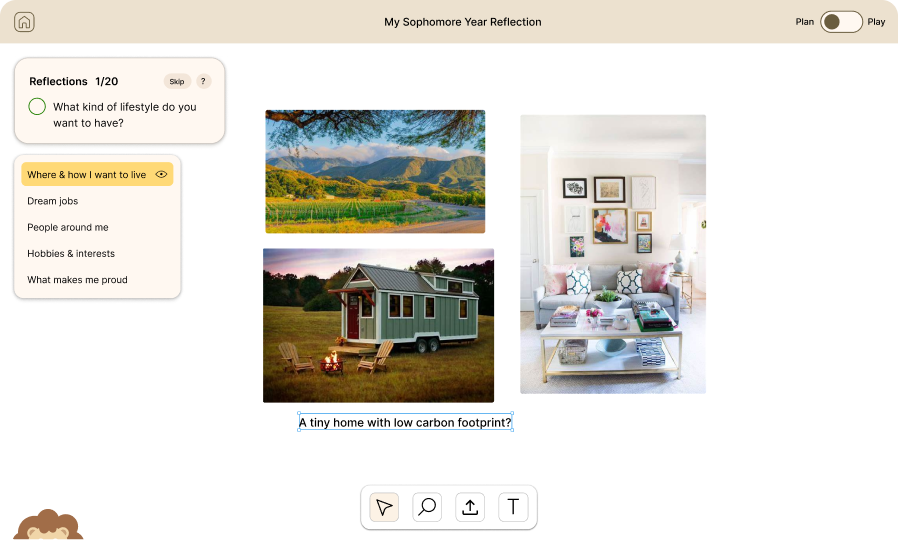 My Sophomore Year Reflection
Plan
Play
Reflections 1/20
Skip
?
What kind of lifestyle do you
want to have?
Where & how I want to live
Dream jobs
People around me
Hobbies & interests
What makes me proud
A tiny home with low carbon footprint?
T